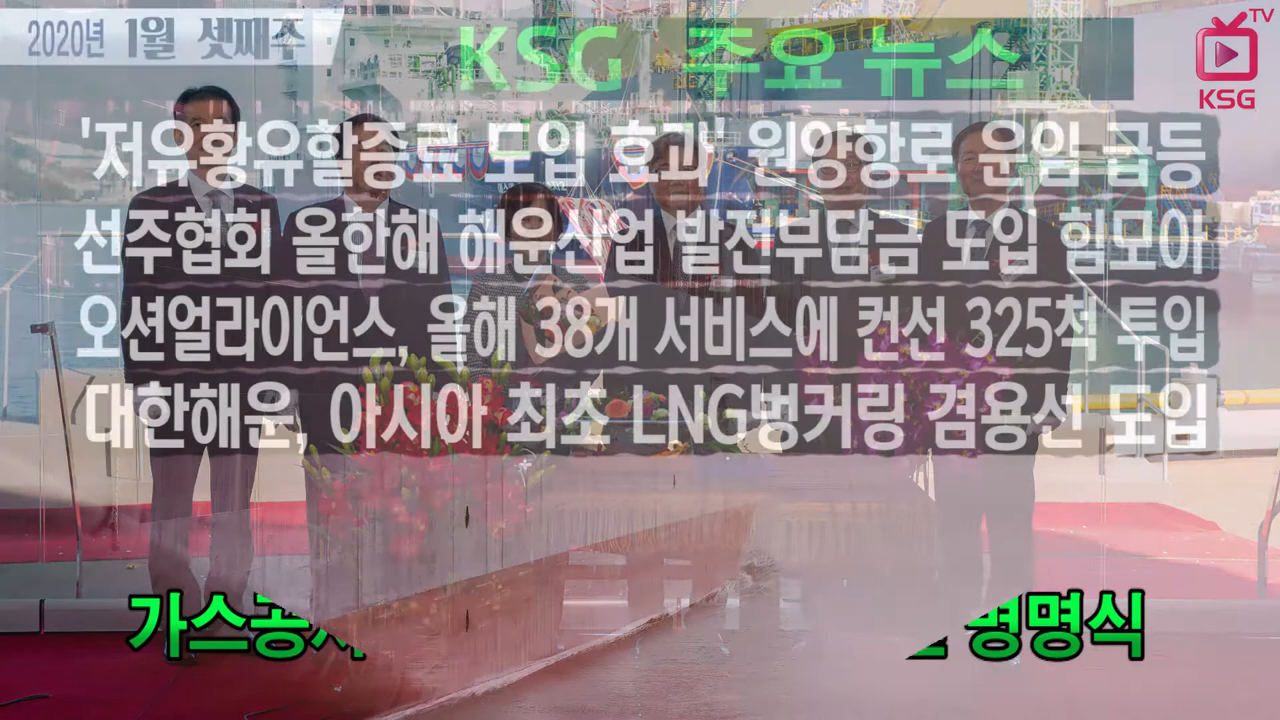 2020년 1월 셋째주
KSG 주요 뉴스
TV
KSG
'저유황유할증료 도입 효과' 원양항로 운임 급등
선주협회 올한해 해운산업 발전부담금 도입 힘모아
오션얼라이언스, 올해 38개 서비스에 컨선 325척 투입
대한해운, 아시아 최초 LNG벙커링 겸용선 도입
가스공사 명명식